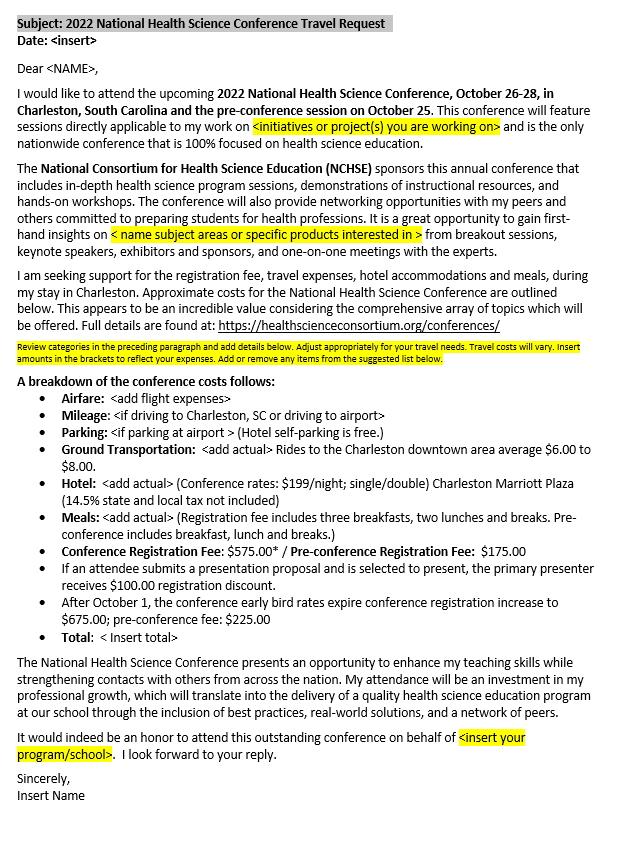 Subject: 2022 National Health Science Conference Travel Request
Date: <insert>
Dear <NAME>,
I would like to attend the upcoming 2022 National Health Science Conference, October 26-28, in
Charleston, South Carolina and the pre-conference session on October 25. This conference will feature
sessions directly applicable to my work on <initiatives or project(s) you are working on> and is the only
nationwide conference that is 100% focused on health science education.
The National Consortium for Health Science Education (NCHSE) sponsors this annual conference that
includes in-depth health science program sessions, demonstrations of instructional resources, and
hands-on workshops. The conference will also provide networking opportunities with my peers and
others committed to preparing students for health professions. It is a great opportunity to gain first-
hand insights on < name subject areas or specific products interested in > from breakout sessions,
keynote speakers, exhibitors and sponsors, and one-on-one meetings with the experts.
I am seeking support for the registration fee, travel expenses, hotel accommodations and meals, during
my stay in Charleston. Approximate costs for the National Health Science Conference are outlined
below. This appears to be an incredible value considering the comprehensive array of topics which will
be offered. Full details are found at: https://healthscienceconsortium.org/conferences/
Review categories in the preceding paragraph and add details below. Adjust appropriately for your travel needs. Travel costs will vary. Insert
amounts in the brackets to reflect your expenses. Add or remove any items from the suggested list below.
A breakdown of the conference costs follows:
• Airfare: <add flight expenses>
• Mileage: <if driving to Charleston, SC or driving to airport>
• Parking: <if parking at airport > (Hotel self-parking is free.)
• Ground Transportation: <add actual> Rides to the Charleston downtown area average $6.00 to
$8.00.
• Hotel: <add actual> (Conference rates: $199/night; single/double) Charleston Marriott Plaza
(14.5% state and local tax not included)
• Meals: <add actual> (Registration fee includes three breakfasts, two lunches and breaks. Pre-
conference includes breakfast, lunch and breaks.)
• Conference Registration Fee: $575.00* / Pre-conference Registration Fee: $175.00
• If an attendee submits a presentation proposal and is selected to present, the primary presenter
receives $100.00 registration discount.
• After October 1, the conference early bird rates expire conference registration increase to
$675.00; pre-conference fee: $225.00
• Total: < Insert total>
The National Health Science Conference presents an opportunity to enhance my teaching skills while
strengthening contacts with others from across the nation. My attendance will be an investment in my
professional growth, which will translate into the delivery of a quality health science education program
at our school through the inclusion of best practices, real-world solutions, and a network of peers.
It would indeed be an honor to attend this outstanding conference on behalf of <insert your
program/school>. I look forward to your reply.
Sincerely,
Insert Name